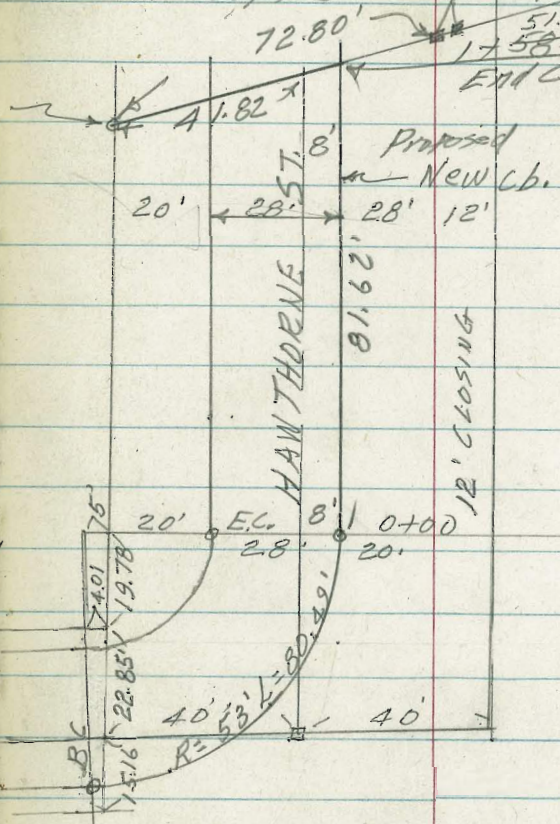 72.80'
51.
1+58
End C
41.82
Proposed
New Cb.
8'
20'
28'
28'
12'
HAWTHORNE ST.
81.62'
12' CLOSING
.75'
20'
E.C.
8'
0+00
28'
20'
4.01
19.78'
22.85'
15.16'
B.C.
40'
40'
R=53'
L=80.49'